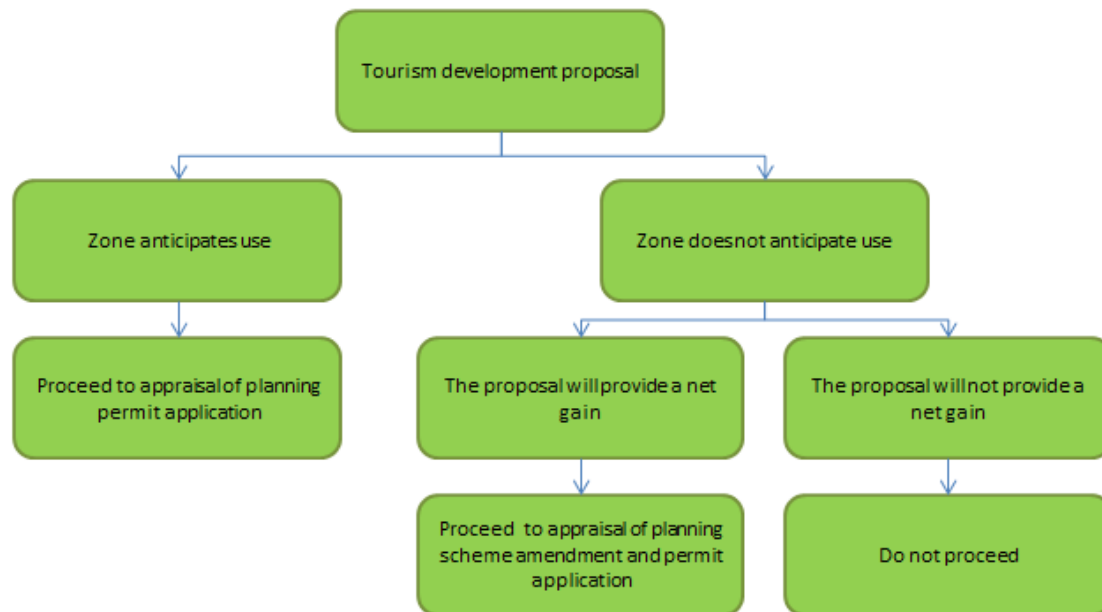 Tourism development proposal
Zone anticipates use
Zone does not anticipate use
Proceed to appraisal of planning
permit application
The proposal will provide a net
gain
The proposal will not provide a
net gain
Proceed to appraisal of planning
scheme amendment and permit
application
Do not proceed